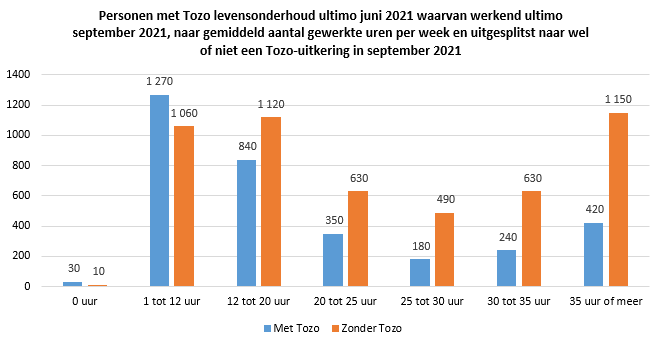 Personen met Tozo levensonderhoud ultimo juni 2021 waarvan werkend ultimo
september 2021, naar gemiddeld aantal gewerkte uren per week en uitgesplitst naar wel
of niet een Tozo-uitkering in september 2021
1400
1200
1000
800
600
400
200
0
30
10
1 270
1 060
840
1 120
350
630
180
490
240
630
420
1 150
0 uur
1 tot 12 uur
12 tot 20 uur
20 tot 25 uur
25 tot 30 uur
30 tot 35 uur
35 uur of meer
Met Tozo
Zonder Tozo